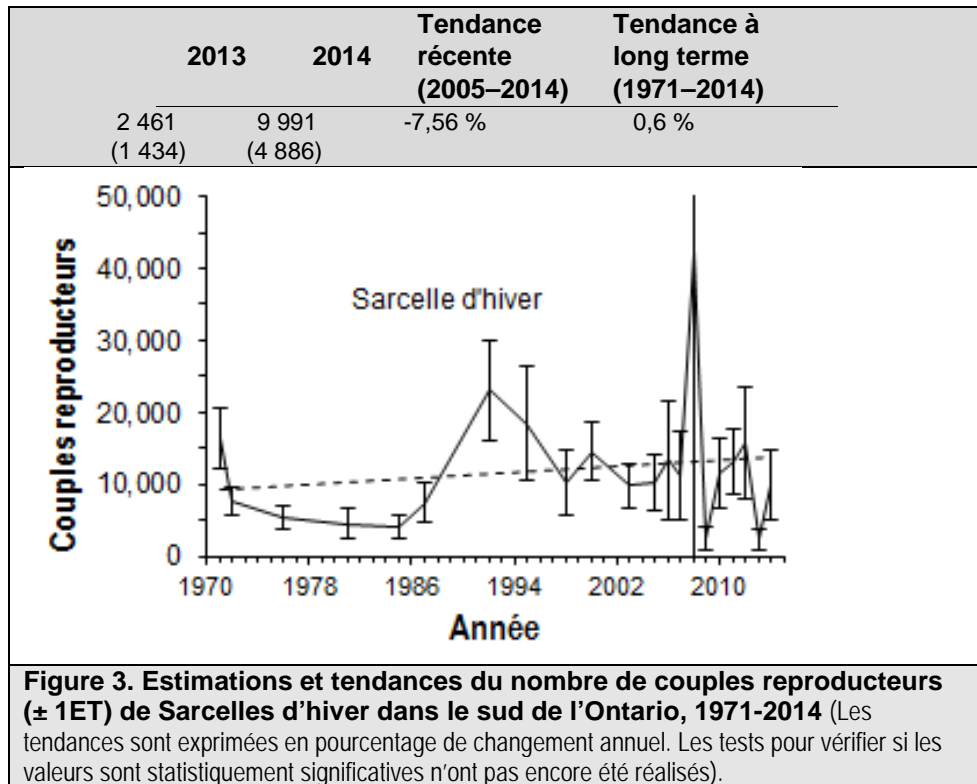 2013 2014 Tendance récente (2005–2014) Tendance à long terme (1971–2014)
2 461 9 991 -7,56 % 0,6 %
(1 434) (4 886)
50,000
40,000
30,000
20,000
10,000
0
Couples reproducteurs
Sarcelle d'hiver
1970 1978 1986 1994 2002 2010
Année
Figure 3. Estimations et tendances du nombre de couples reproducteurs
(± 1ET) de Sarcelles d’hiver dans le sud de l’Ontario, 1971-2014 (Les
tendances sont exprimées en pourcentage de changement annuel. Les tests pour vérifier si les
valeurs sont statistiquement significatives n’ont pas encore été réalisés).